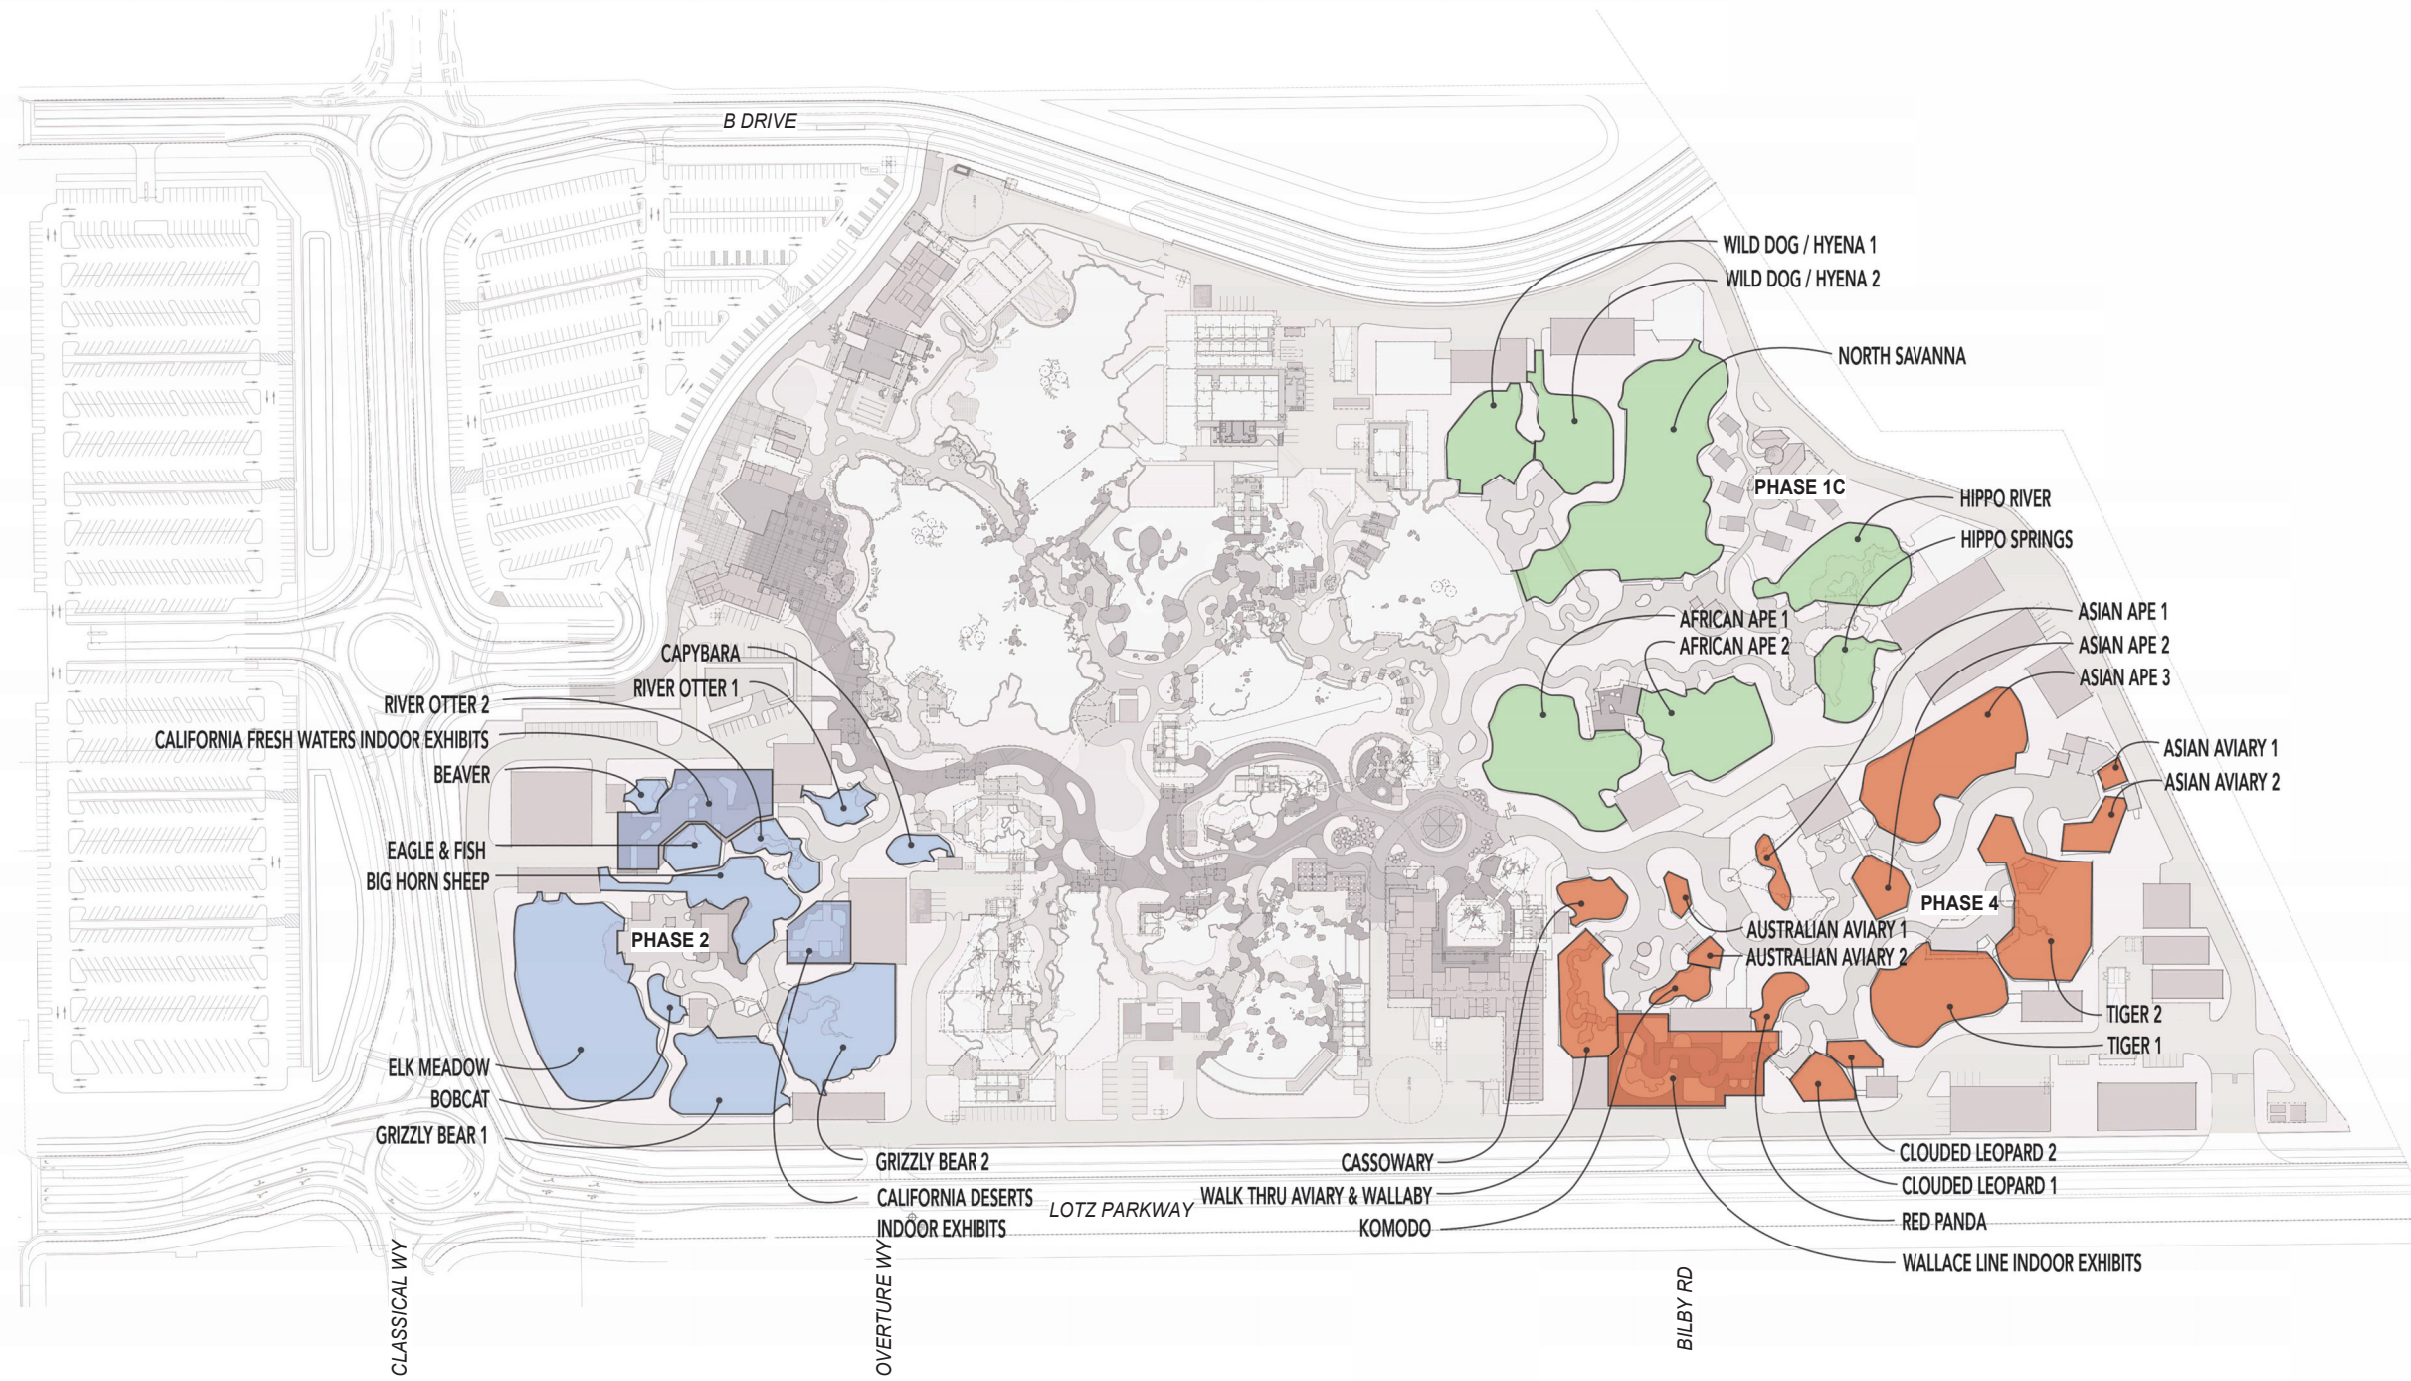 B DRIVE
WILD DOG / HYENA 1
WILD DOG / HYENA 2
NORTH SAVANNA
PHASE 1C
HIPPO RIVER
HIPPO SPRINGS
ASIAN APE 1
AFRICAN APE 1
ASIAN APE 2
AFRICAN APE 2
ASIAN APE 3
CAPYBARA
RIVER OTTER 1
RIVER OTTER 2
CALIFORNIA FRESH WATERS INDOOR EXHIBITS
BEAVER
ASIAN AVIARY 1
ASIAN AVIARY 2
EAGLE & FISH
BIG HORN SHEEP
PHASE 2
PHASE 4
AUSTRALIAN AVIARY 1
AUSTRALIAN AVIARY 2
TIGER 2
TIGER 1
ELK MEADOW
BOBCAT
GRIZZLY BEAR 1
GRIZZLY BEAR 2
CALIFORNIA DESERTS
INDOOR EXHIBITS
CASSOWARY
WALK THRU AVIARY & WALLABY
KOMODO
CLOUDED LEOPARD 2
CLOUDED LEOPARD 1
RED PANDA
WALLACE LINE INDOOR EXHIBITS
LOTZ PARKWAY
CLASSICAL WY
OVERTURE WY
BILBY RD